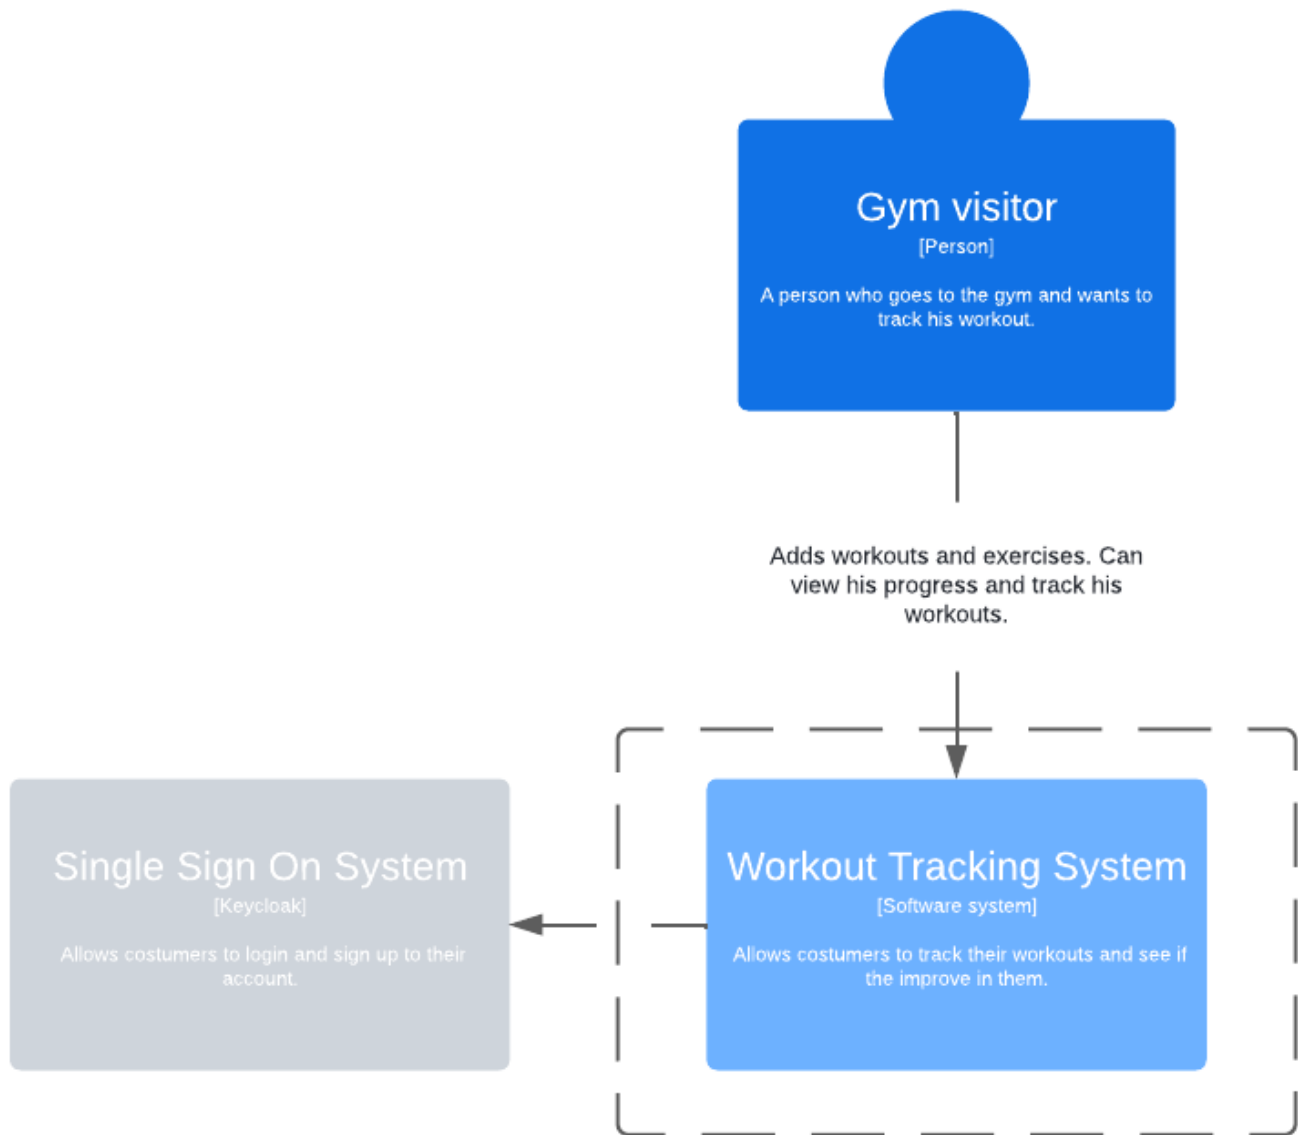 Gym visitor
[Person]
A person who goes to the gym and wants to
track his workout.
Adds workouts and exercises. Can
view his progress and track his
workouts.
Single Sign On System
[Keycloak]
Allows costumers to login and sign up to their
account.
Workout Tracking System
[Software system]
Allows costumers to track their workouts and see if
the improve in them.